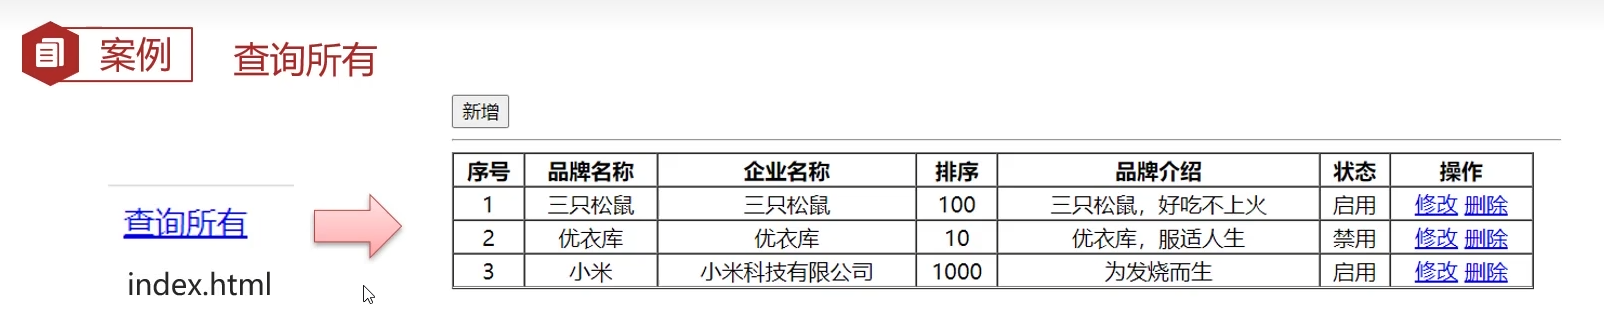 案例 查询所有
新增
序号 品牌名称 企业名称 排序 品牌介绍 状态 操作
1 三只松鼠 三只松鼠 100 三只松鼠，好吃不上火 启用 修改 删除
2 优衣库 优衣库 10 优衣库，服适人生 禁用 修改 删除
3 小米 小米科技有限公司 1000 为发烧而生 启用 修改 删除
查询所有
index.html